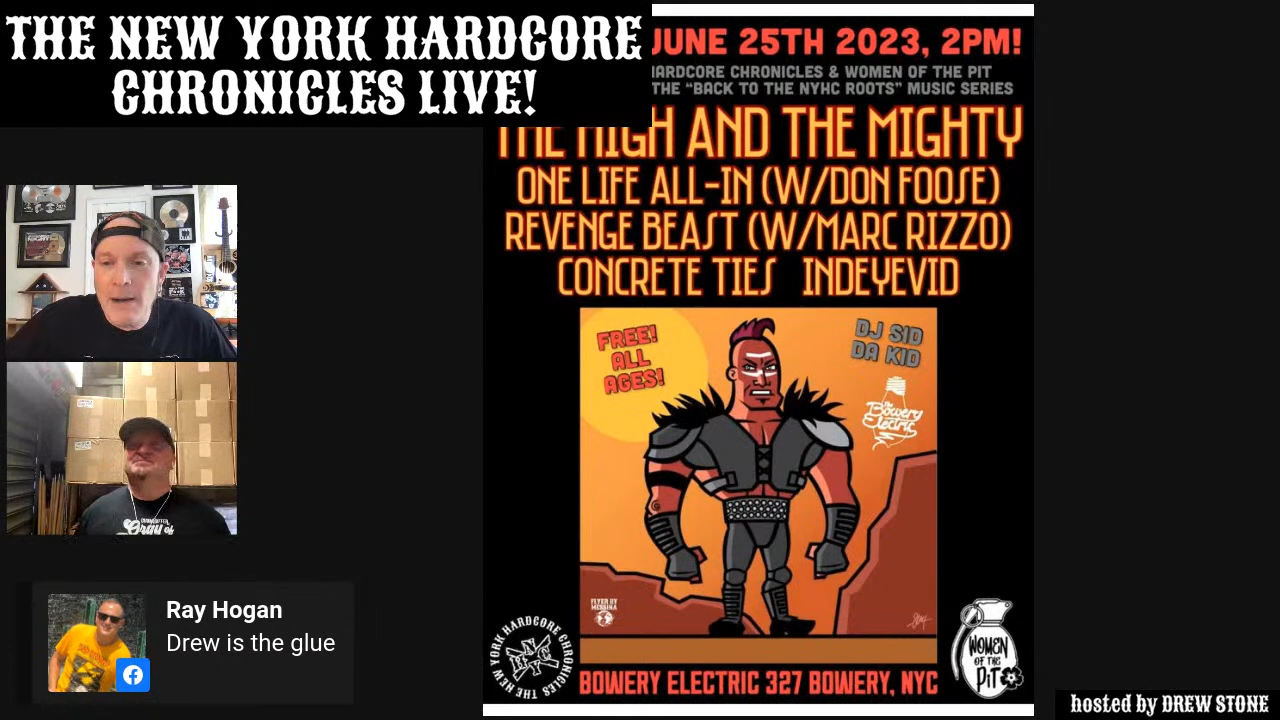 THE NEW YORK HARDCORE
CHRONICLES LIVE!
JUNE 25TH 2023, 2PM!
HARDCORE CHRONICLES & WOMEN OF THE PIT
THE "BACK TO THE NYHC ROOTS" MUSIC SERIES
THE HIGH AND THE MIGHTY
ONE LIFE ALL-IN (W/DON FOOSE)
REVENGE BEAST (W/MARC RIZZO)
CONCRETE TIES INDEYEVID
FREE!
ALL
AGES!
DJ SID
DA KID
The
Bowery
Electric
FLYER BY
MESSINA
THE NEW YORK HARDCORE CHRONICLES
NYHC
WOMEN
OF THE
PiT
BOWERY ELECTRIC 327 BOWERY, NYC
Ray Hogan
Drew is the glue
hosted by DREW STONE